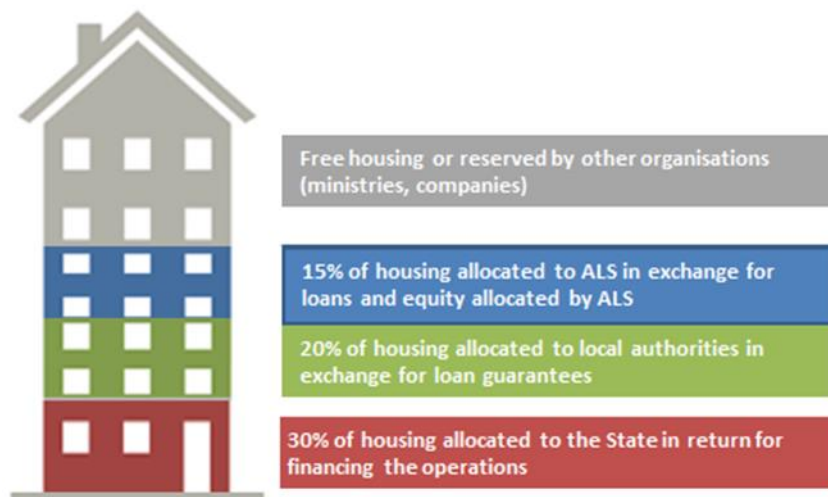 Free housing or reserved by other organisations
(ministries, companies)
15% of housing allocated to ALS in exchange for
loans and equity allocated by ALS
20% of housing allocated to local authorities in
exchange for loan guarantees
30% of housing allocated to the State in return for
financing the operations